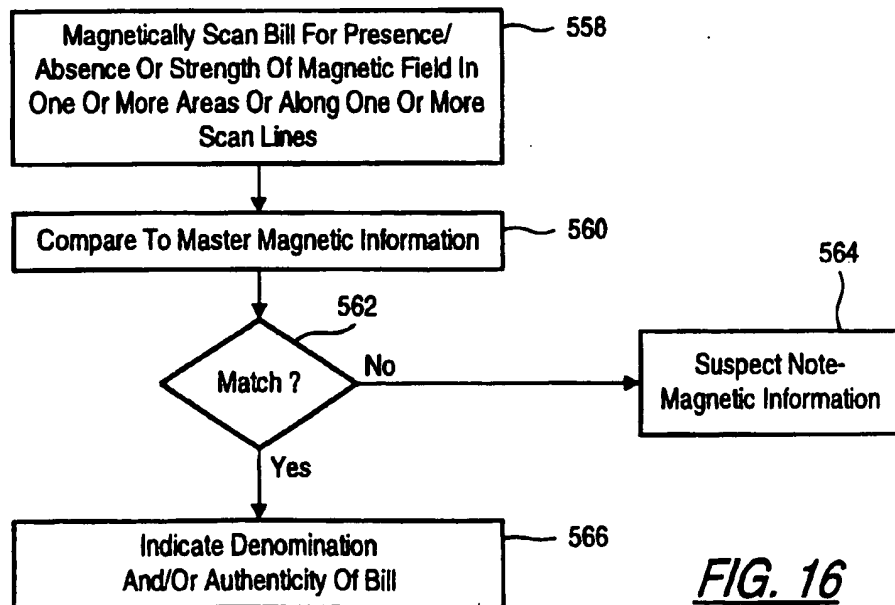 Magnetically Scan Bill For Presence/
Absence Or Strength Of Magnetic Field In
One Or More Areas Or Along One Or More
Scan Lines
558
Compare To Master Magnetic Information
560
562
Match ?
No
564
Suspect Note-
Magnetic Information
Yes
Indicate Denomination
And/Or Authenticity Of Bill
566
FIG. 16